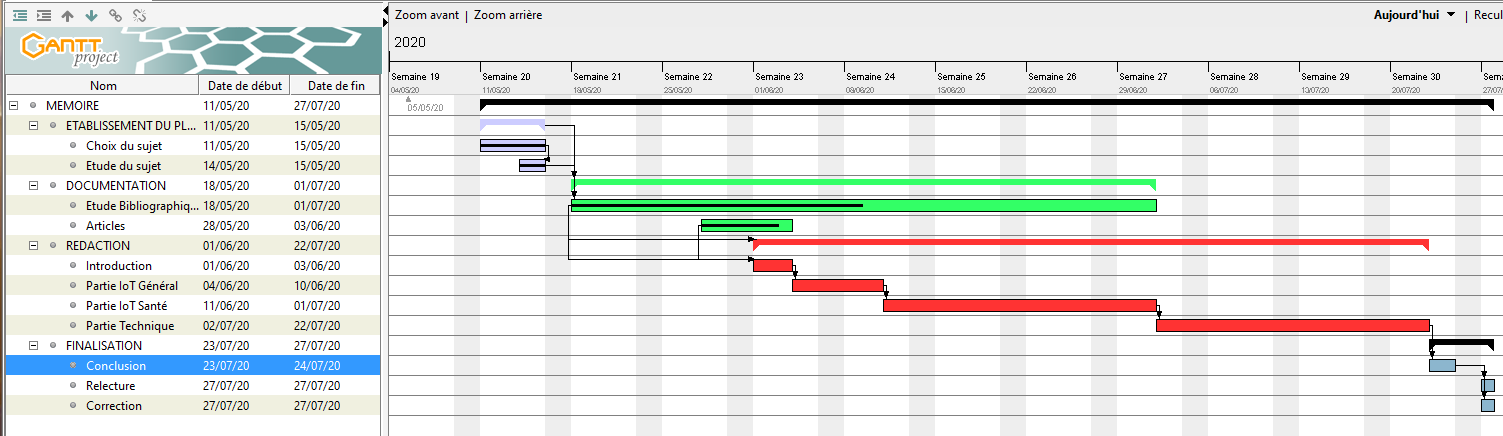 Zoom avant | Zoom arrière
Aujourd'hui | Recul
2020
GANTT
project
Semaine 19 Semaine 20 Semaine 21 Semaine 22 Semaine 23 Semaine 24 Semaine 25 Semaine 26 Semaine 27 Semaine 28 Semaine 29 Semaine 30 Sema
04/05/20 11/05/20 18/05/20 25/05/20 01/06/20 08/06/20 15/06/20 22/06/20 29/06/20 06/07/20 13/07/20 20/07/20 27/07/
05/05/20
Nom Date de début Date de fin
MEMOIRE 11/05/20 27/07/20
ETABLISSEMENT DU PL... 11/05/20 15/05/20
Choix du sujet 11/05/20 15/05/20
Etude du sujet 14/05/20 15/05/20
DOCUMENTATION 18/05/20 01/07/20
Etude Bibliographiq... 18/05/20 01/07/20
Articles 28/05/20 03/06/20
REDACTION 01/06/20 22/07/20
Introduction 01/06/20 03/06/20
Partie IoT Général 04/06/20 10/06/20
Partie IoT Santé 11/06/20 01/07/20
Partie Technique 02/07/20 22/07/20
FINALISATION 23/07/20 27/07/20
Conclusion 23/07/20 24/07/20
Relecture 27/07/20 27/07/20
Correction 27/07/20 27/07/20